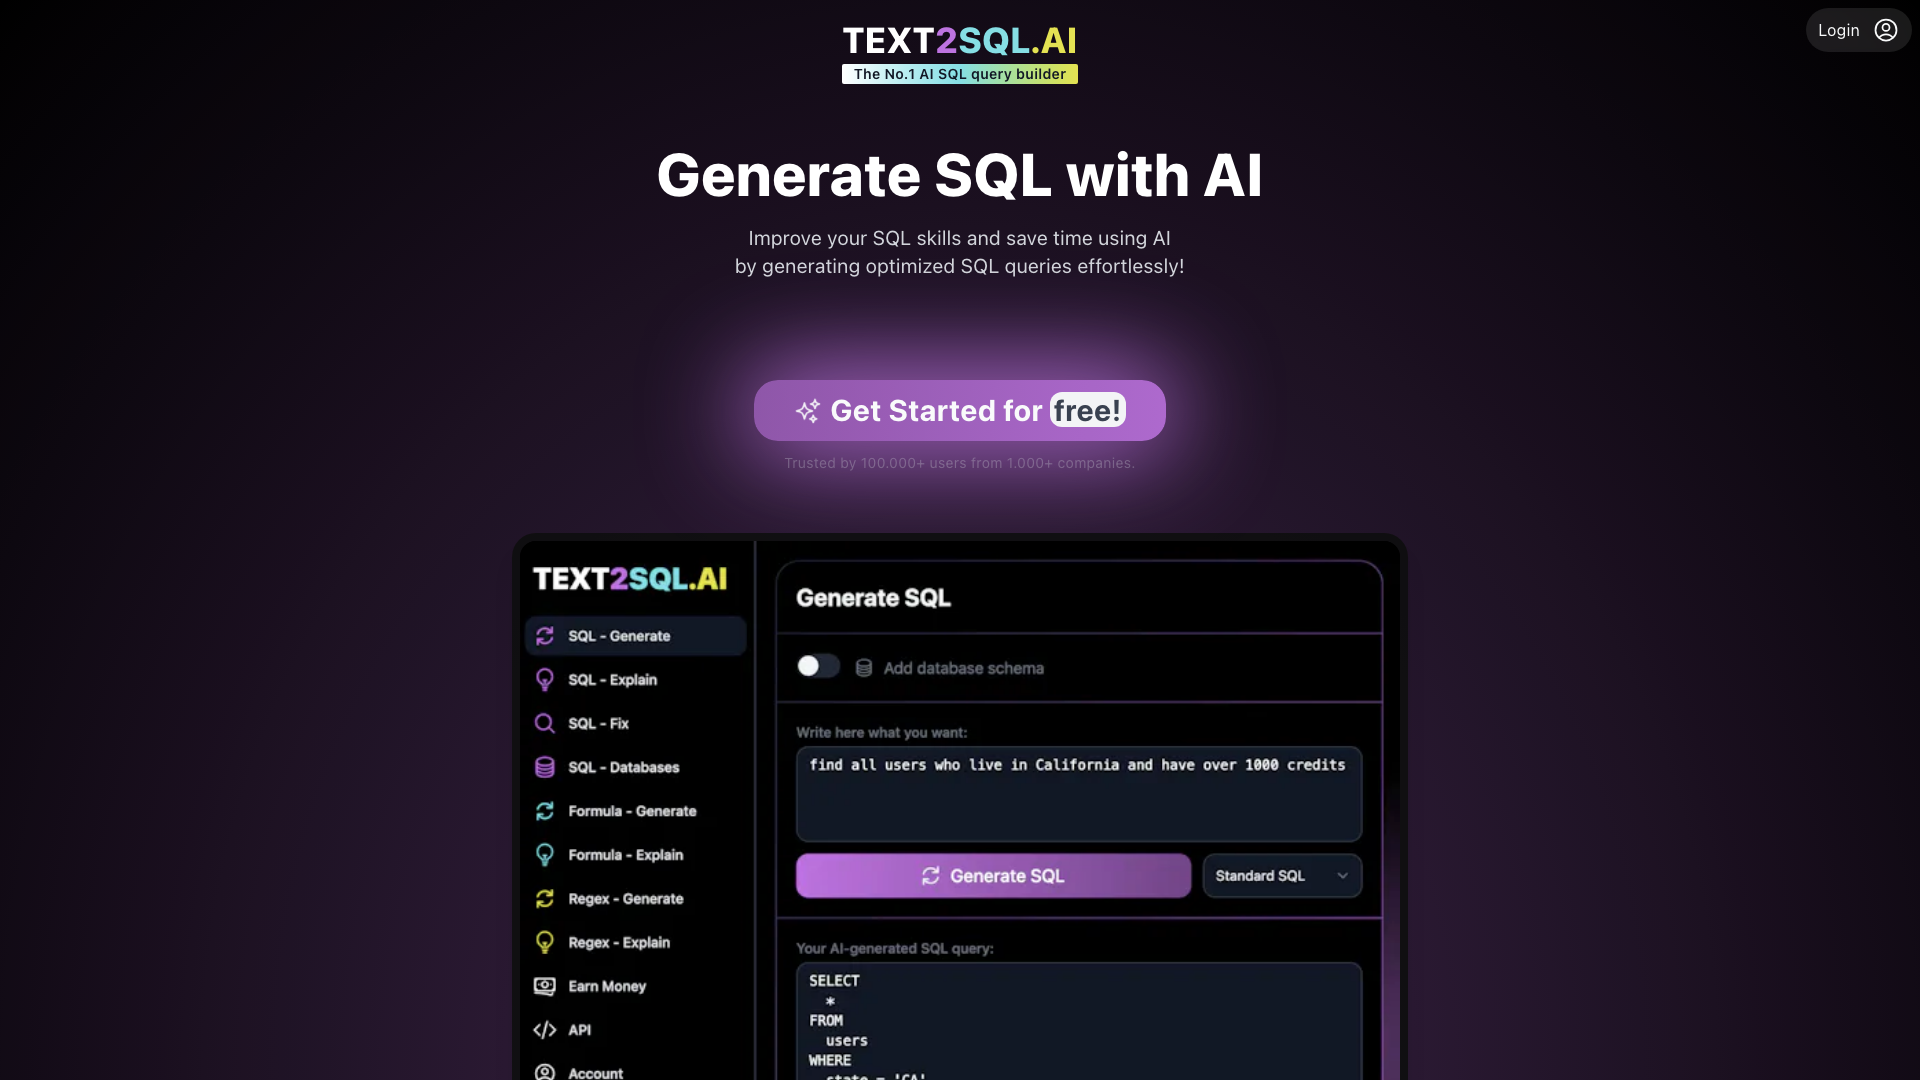 TEXT2SQL.AI
The No.1 AI SQL query builder
Login
Generate SQL with AI
Improve your SQL skills and save time using AI
by generating optimized SQL queries effortlessly!
Get Started for free!
Trusted by 100.000+ users from 1.000+ companies.
TEXT2SQL.AI
SQL - Generate
SQL - Explain
SQL - Fix
SQL - Databases
Formula - Generate
Formula - Explain
Regex - Generate
Regex - Explain
Earn Money
API
Account
Generate SQL
Add database schema
Write here what you want:
find all users who live in California and have over 1000 credits
Generate SQL
Standard SQL
Your AI-generated SQL query:
SELECT
*
FROM
users
WHERE
state = 'CA'